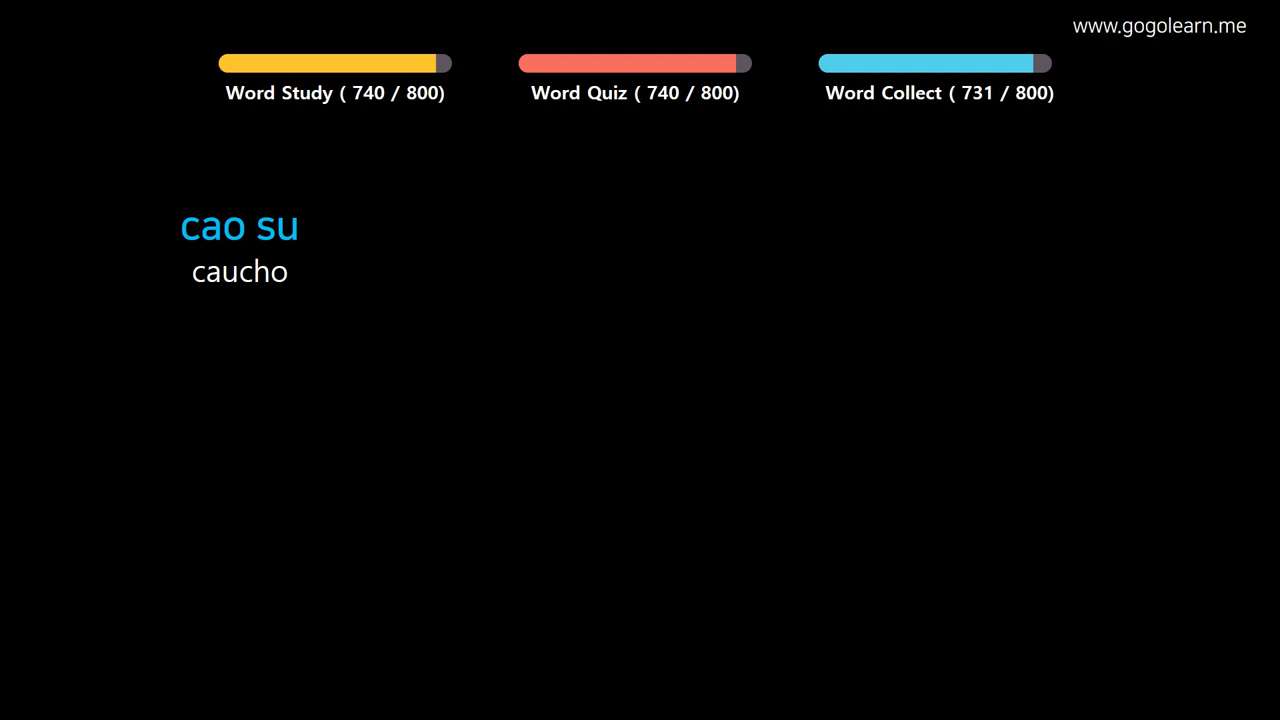 www.gogolearn.me
Word Study ( 740 / 800)
Word Quiz ( 740 / 800)
Word Collect ( 731 / 800)
cao su
caucho